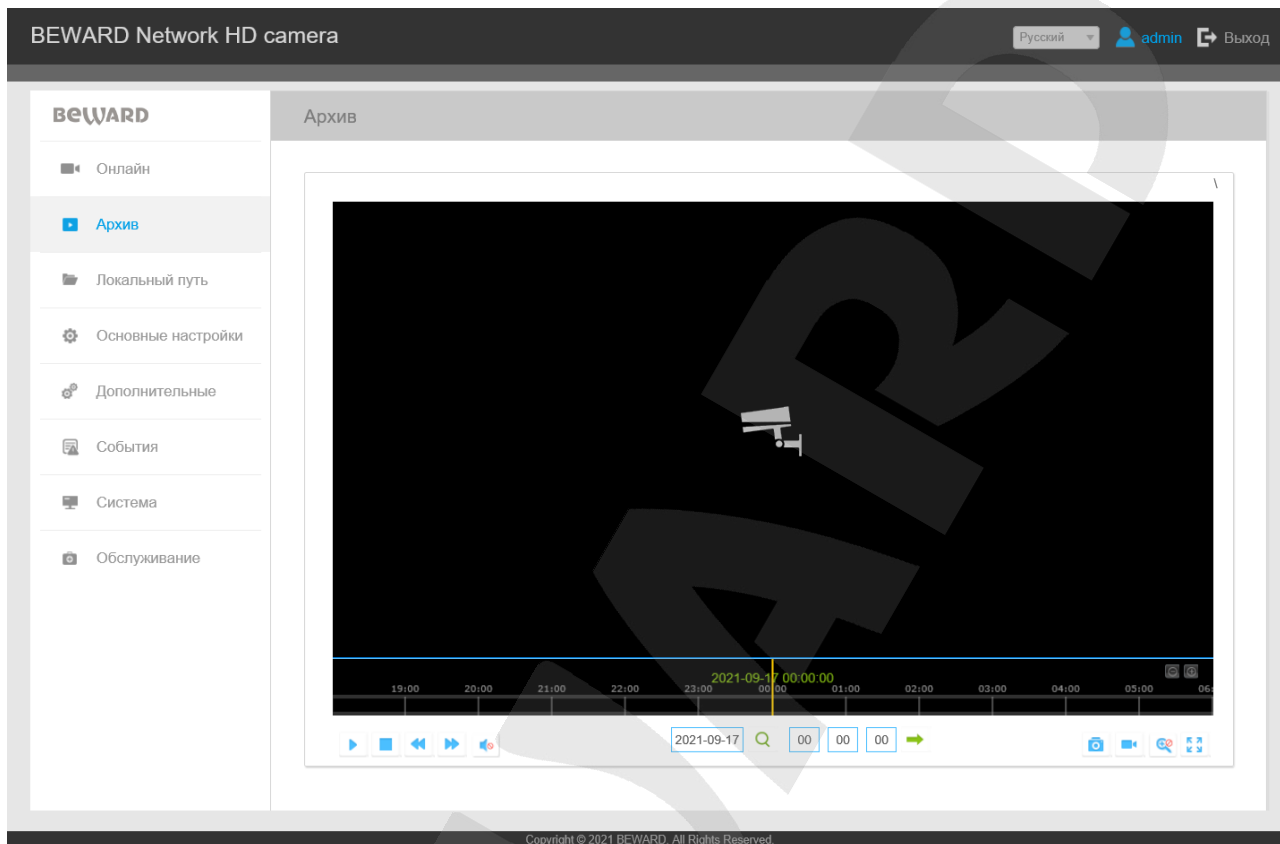 BEWARD Network HD camera
Русский
admin
Выход
BEWARD
Архив
Онлайн
\
Архив
Локальный путь
Основные настройки
Дополнительные
События
Система
Обслуживание
2021-09-17 00:00:00
19:00 20:00 21:00 22:00 23:00 00:00 01:00 02:00 03:00 04:00 05:00 06:
2021-09-17 00 00 00
Copyright © 2021 BEWARD. All Rights Reserved.
WARD